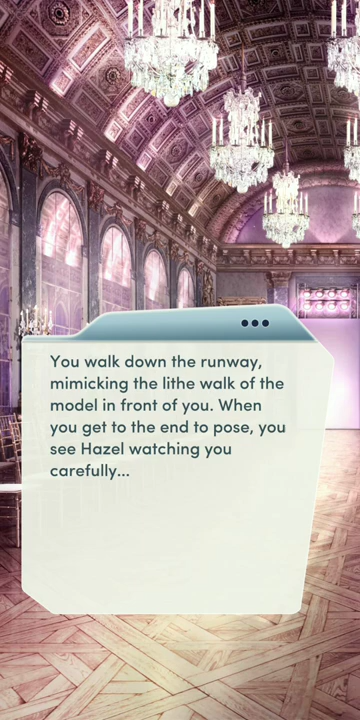 You walk down the runway,
mimicking the lithe walk of the
model in front of you. When
you get to the end to pose, you
see Hazel watching you
carefully...